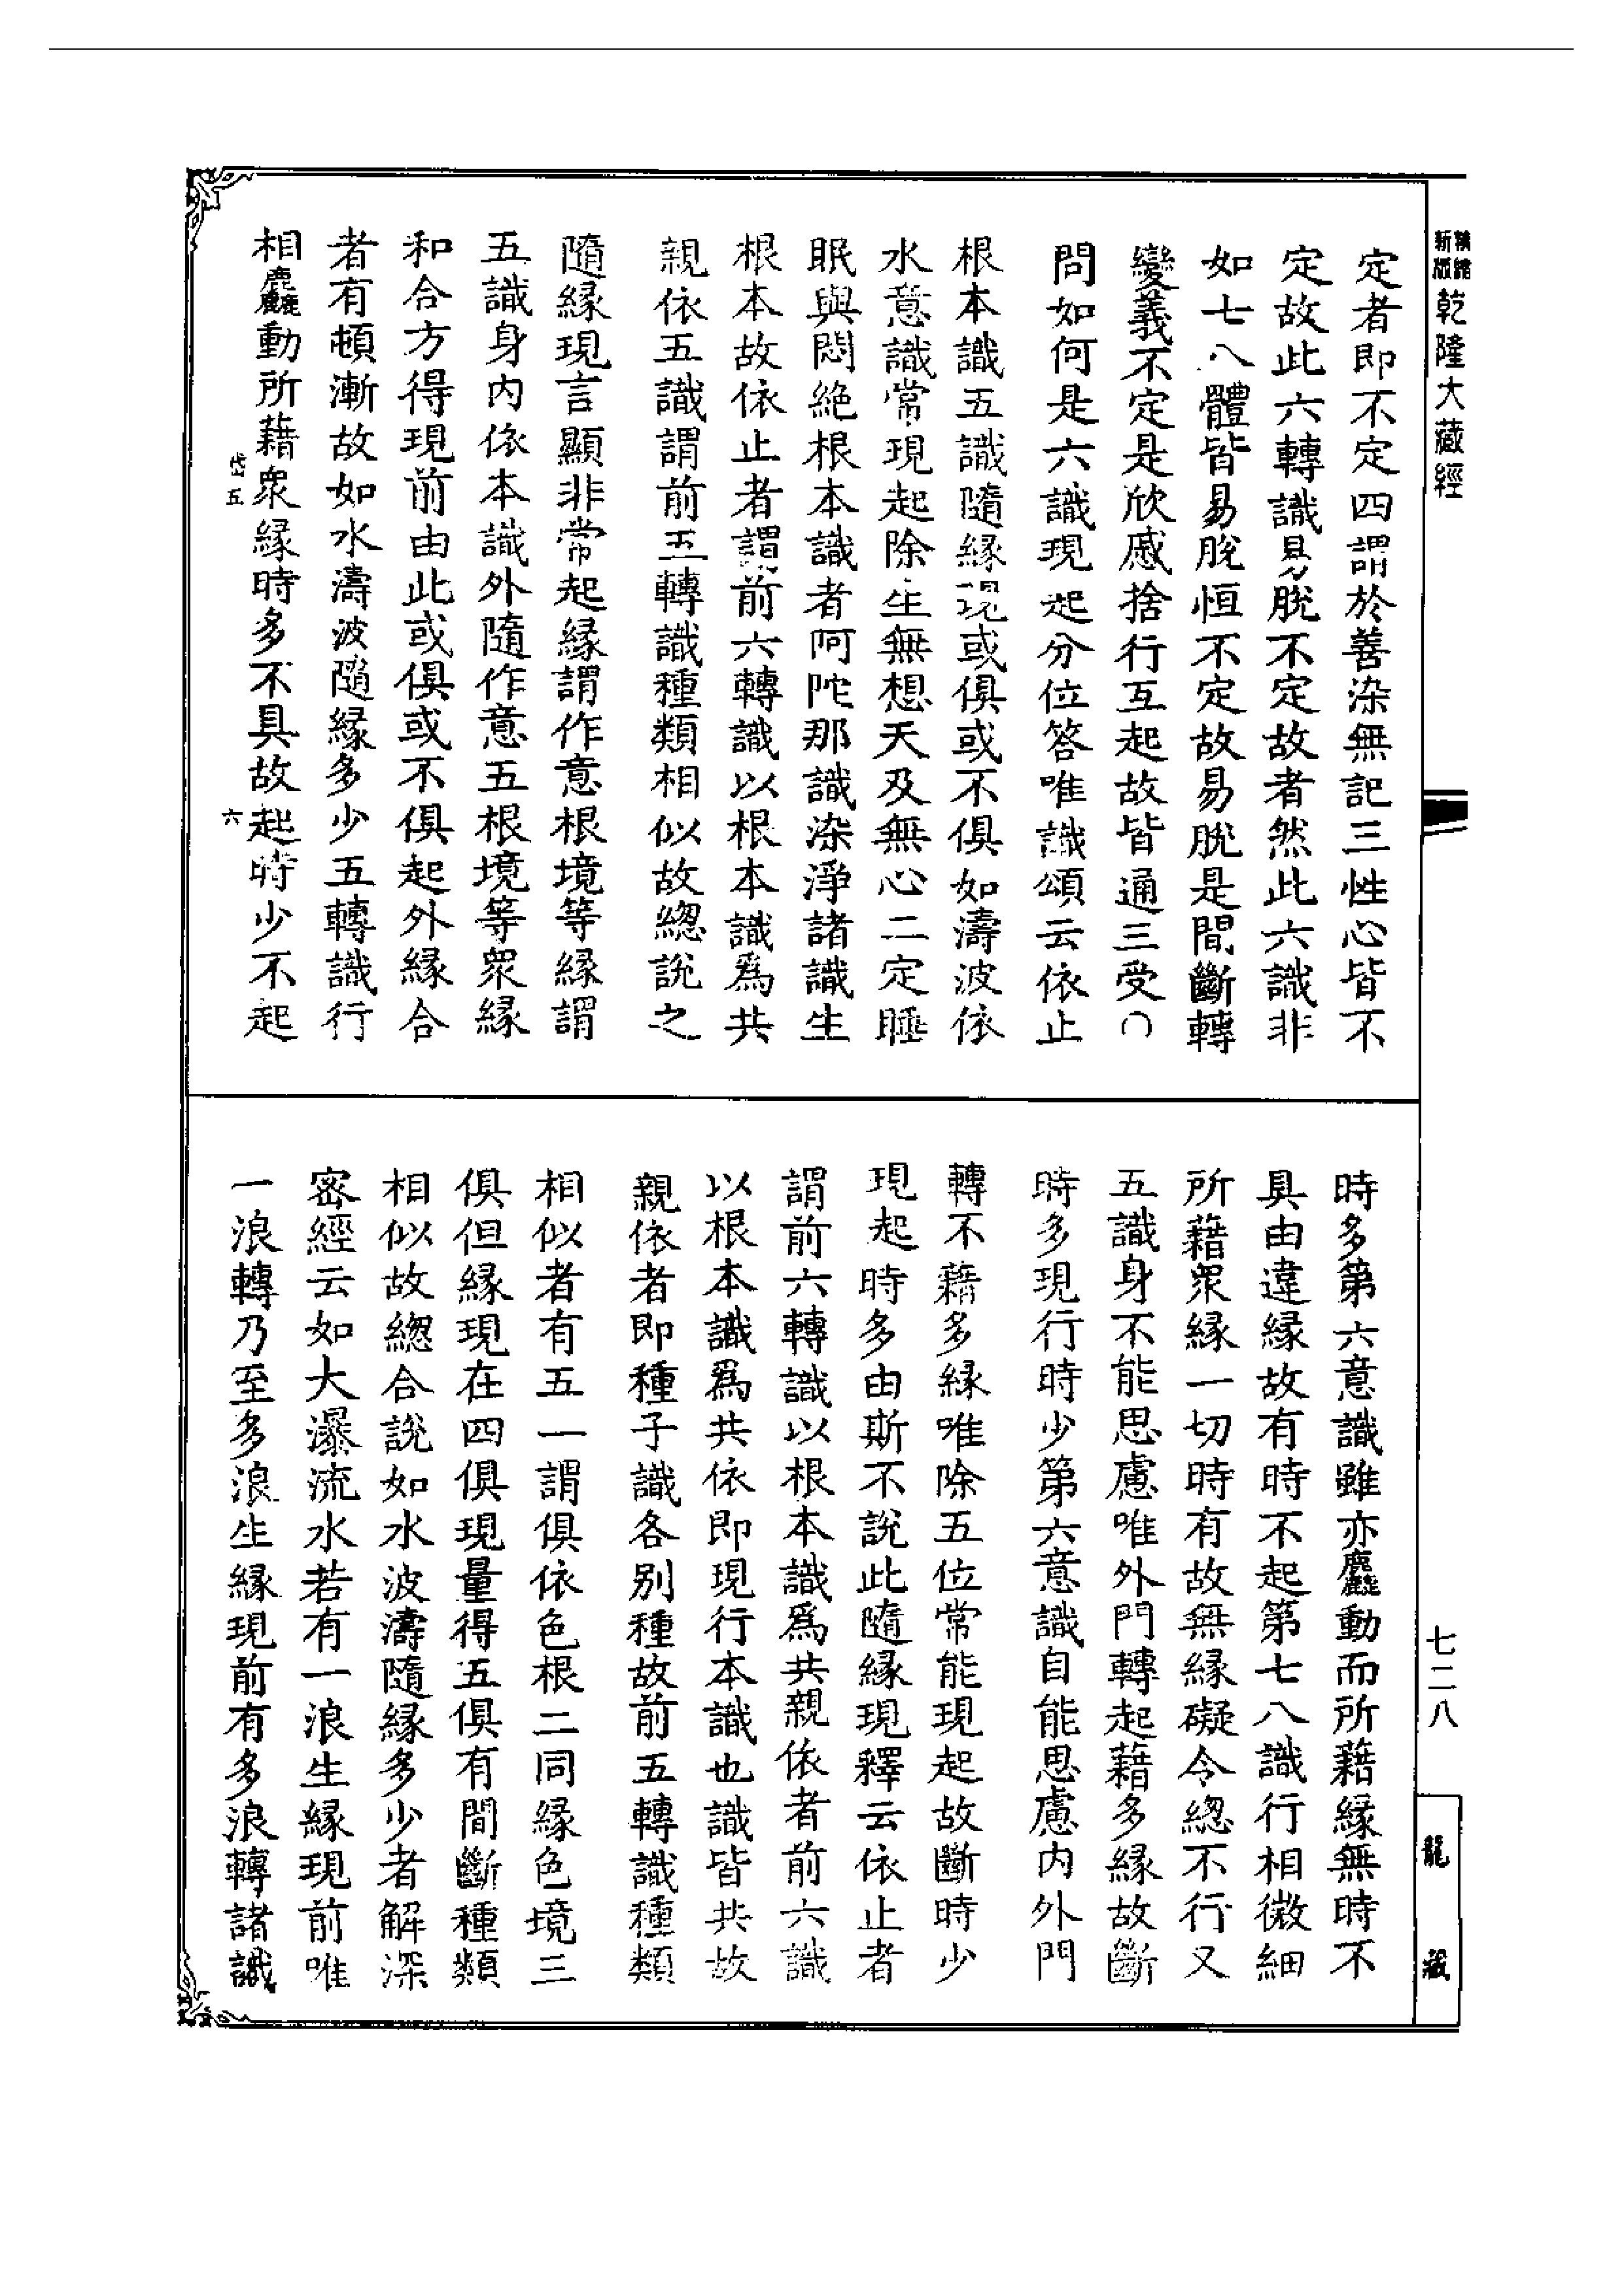 新版精縮乾隆大藏經
定者即不定四謂於善染無記三性心皆不
定故此六轉識易脫不定故者然此六識非
如七八體皆易脫恒不定故易脫是間斷轉
變義不定是欣慼捨行互起故皆通三受〇
問如何是六識現起分位答唯識頌云依止
根本識五識隨緣現或俱或不俱如濤波依
水意識常現起除生無想天及無心二定睡
眠與悶絕根本識者阿陀那識染淨諸識生
根本故依止者謂前六轉識以根本識為共
親依五識謂前五轉識種類相似故總說之
隨緣現言顯非常起緣謂作意根境等緣謂
五識身內依本識外隨作意五根境等眾緣
和合方得現前由此或俱或不俱起外緣合
者有頓漸故如水濤波隨緣多少五轉識行
相麤動所藉眾緣時多不具故起時少不起
岱五
六
時多第六意識雖亦麤動而所藉緣無時不
具由違緣故有時不起第七八識行相微細
所藉眾緣一切時有故無緣礙令總不行又
五識身不能思慮唯外門轉起藉多緣故斷
時多現行時少第六意識自能思慮內外門
轉不藉多緣唯除五位常能現起故斷時少
現起時多由斯不說此隨緣現釋云依止者
謂前六轉識以根本識為共親依者前六識
以根本識為共依即現行本識也識皆共故
親依者即種子識各別種故前五轉識種類
相似者有五一謂俱依色根二同緣色境三
俱但緣現在四俱現量得五俱有間斷種類
相似故總合說如水波濤隨緣多少者解深
密經云如大瀑流水若有一浪生緣現前唯
一浪轉乃至多浪生緣現前有多浪轉諸識
七二八
龍藏